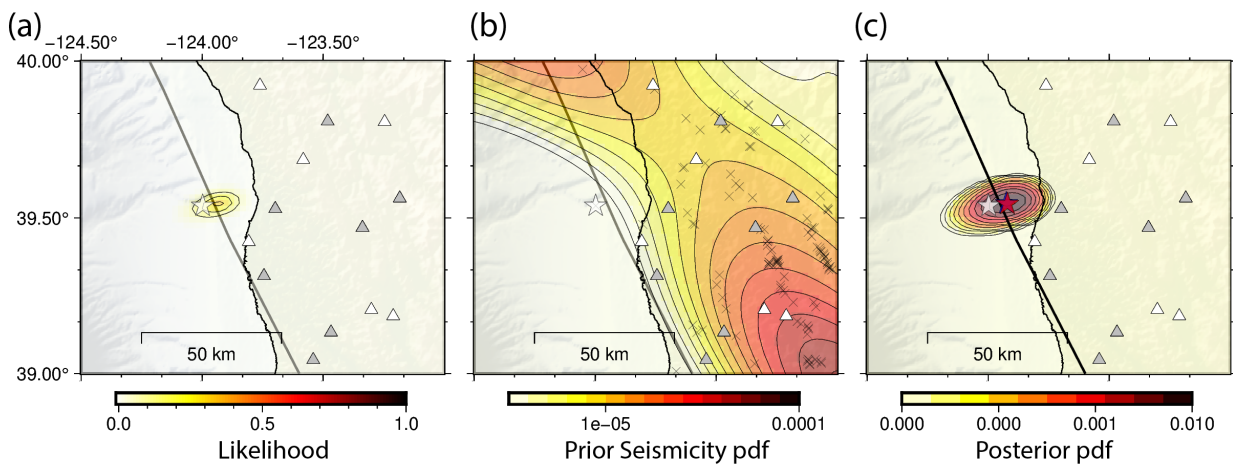 (a) (b) (c)
−124.50° −124.00° −123.50°
40.00°
39.50°
39.00°
50 km 50 km 50 km
0.0 0.5 1.0 1e-05 0.0001 0.000 0.000 0.001 0.010
Likelihood Prior Seismicity pdf Posterior pdf